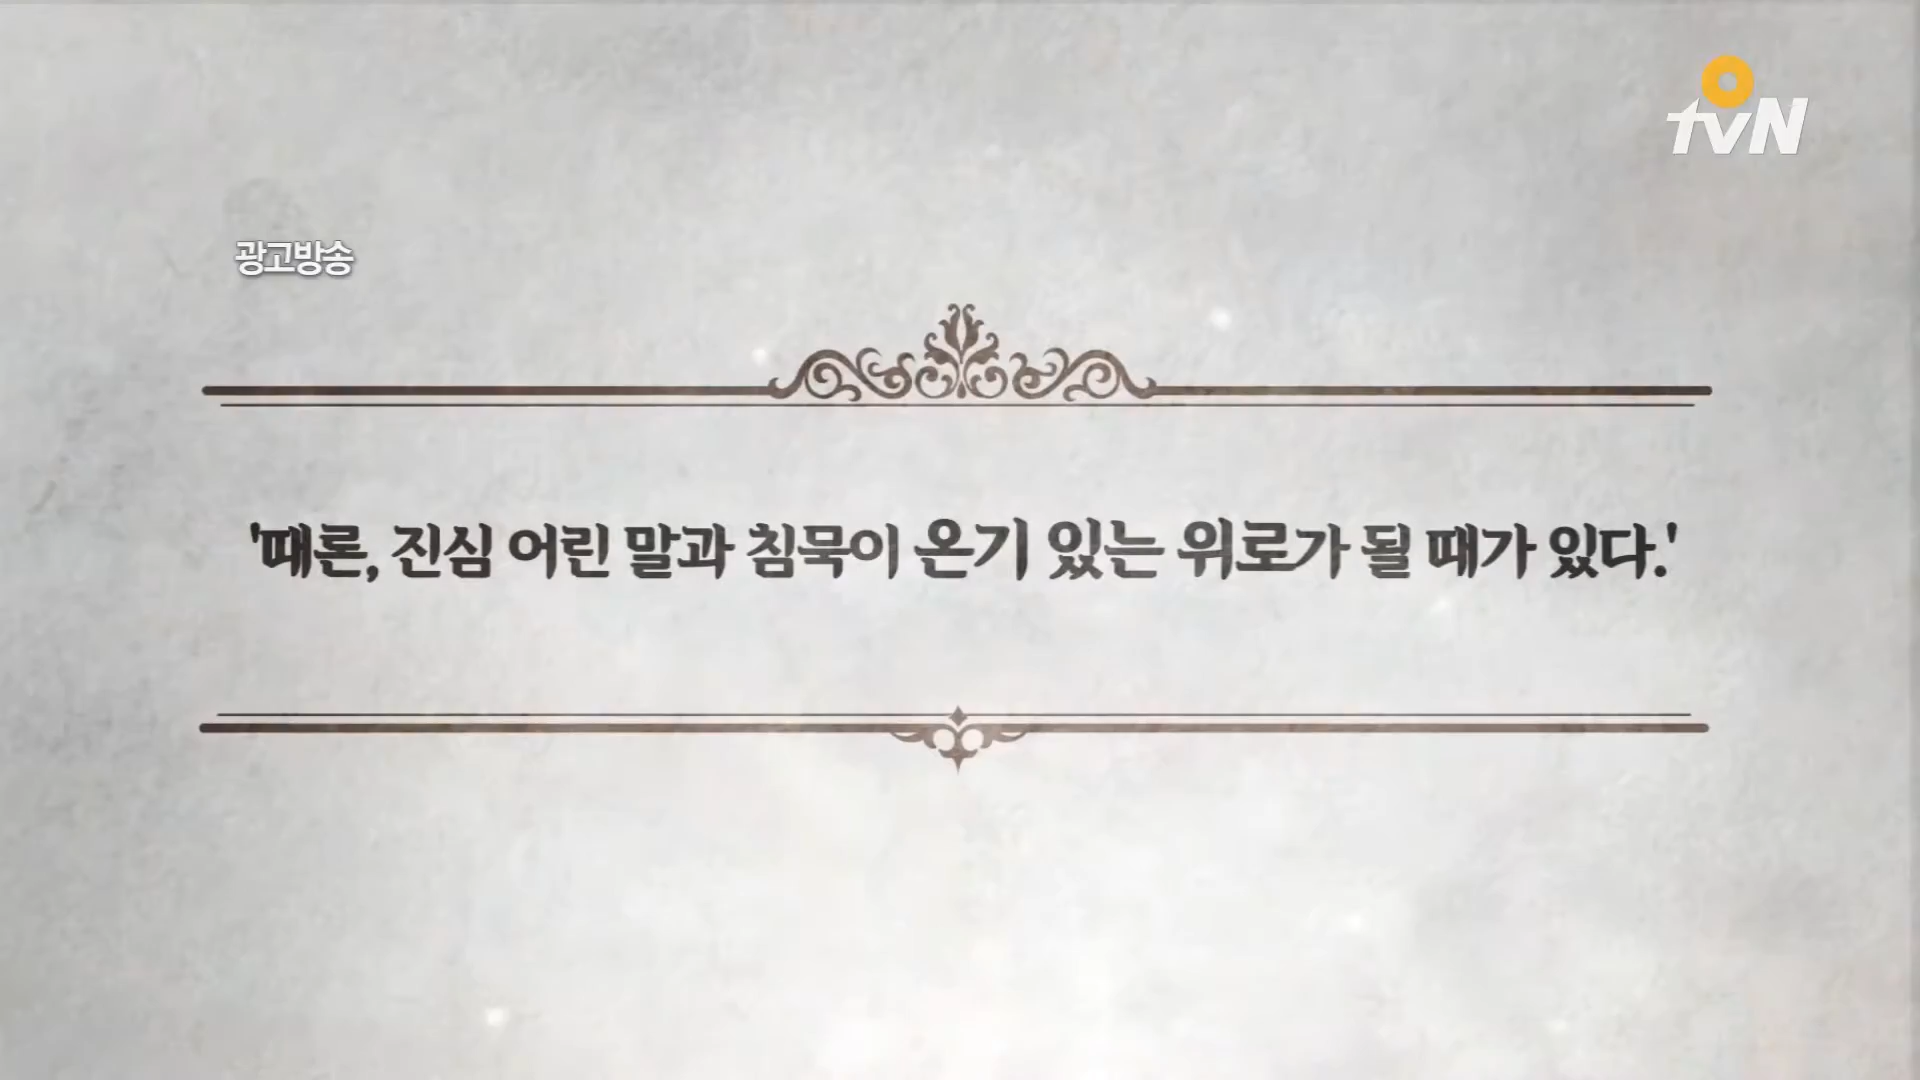 tvN
광고방송
'때론, 진심 어린 말과 침묵이 온기 있는 위로가 될 때가 있다.'